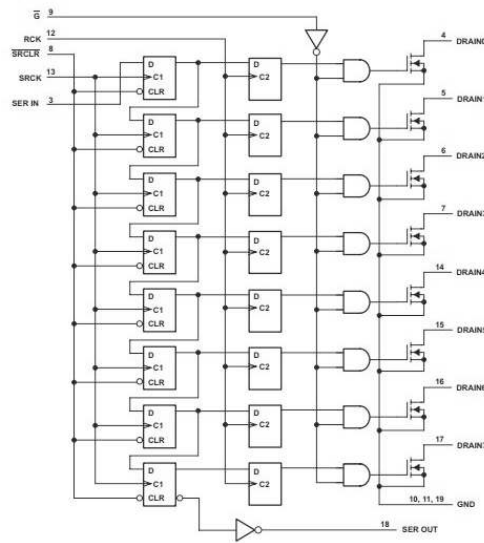 G 9
RCK 12
SRCLR 8
SRCK 13
SER IN 3
D
C1
CLR
D
C2
4 DRAIN0
D
C1
CLR
D
C2
5 DRAIN1
D
C1
CLR
D
C2
6 DRAIN2
D
C1
CLR
D
C2
7 DRAIN3
D
C1
CLR
D
C2
14 DRAIN4
D
C1
CLR
D
C2
15 DRAIN5
D
C1
CLR
D
C2
16 DRAIN6
D
C1
CLR
D
C2
17 DRAIN7
10, 11, 19 GND
18 SER OUT